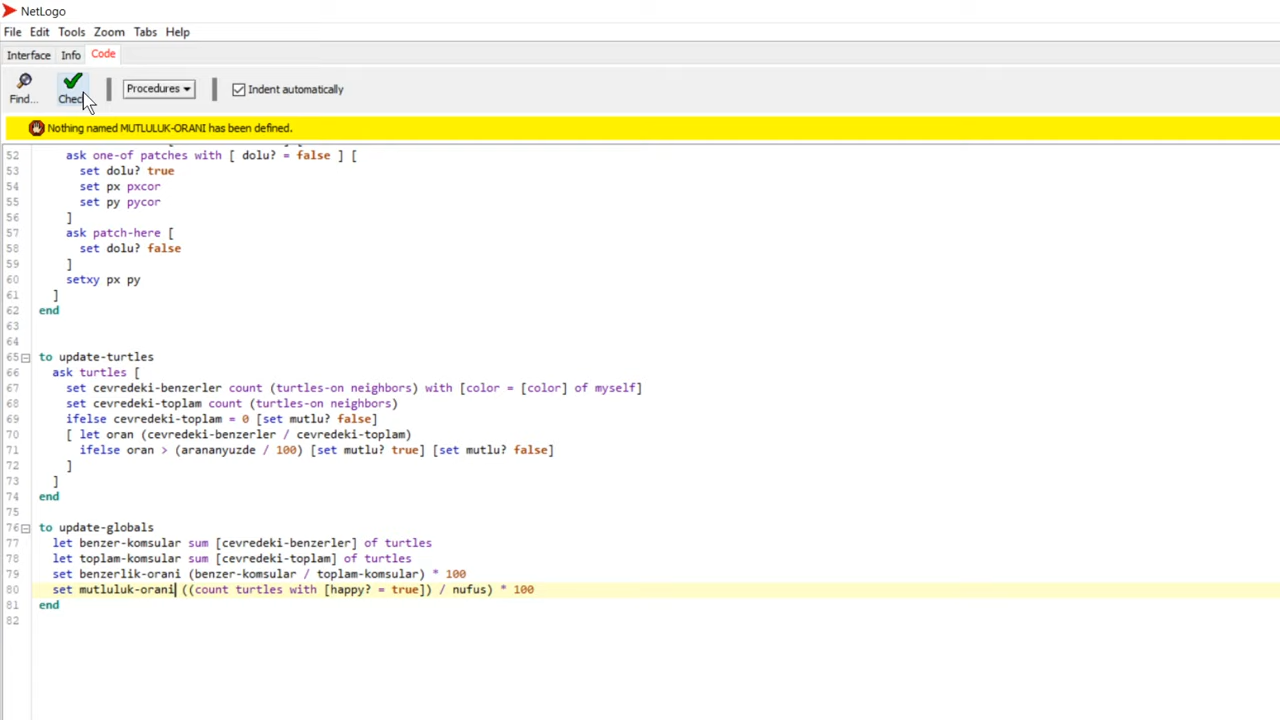 NetLogo
File Edit Tools Zoom Tabs Help
Interface Info Code
Find... Check Procedures Indent automatically
Nothing named MUTLULUK-ORANI has been defined.
52 ask one-of patches with [ dolu? = false ] [
53 set dolu? true
54 set px pxcor
55 set py pycor
56 ]
57 ask patch-here [
58 set dolu? false
59 ]
60 setxy px py
61 ]
62 end
63
64
65 to update-turtles
66 ask turtles [
67 set cevredeki-benzerler count (turtles-on neighbors) with [color = [color] of myself]
68 set cevredeki-toplam count (turtles-on neighbors)
69 ifelse cevredeki-toplam = 0 [set mutlu? false]
70 [ let oran (cevredeki-benzerler / cevredeki-toplam)
71 ifelse oran > (arananyuzde / 100) [set mutlu? true] [set mutlu? false]
72 ]
73 ]
74 end
75
76 to update-globals
77 let benzer-komsular sum [cevredeki-benzerler] of turtles
78 let toplam-komsular sum [cevredeki-toplam] of turtles
79 set benzerlik-orani (benzer-komsular / toplam-komsular) * 100
80 set mutluluk-orani ((count turtles with [happy? = true]) / nufus) * 100
81 end
82